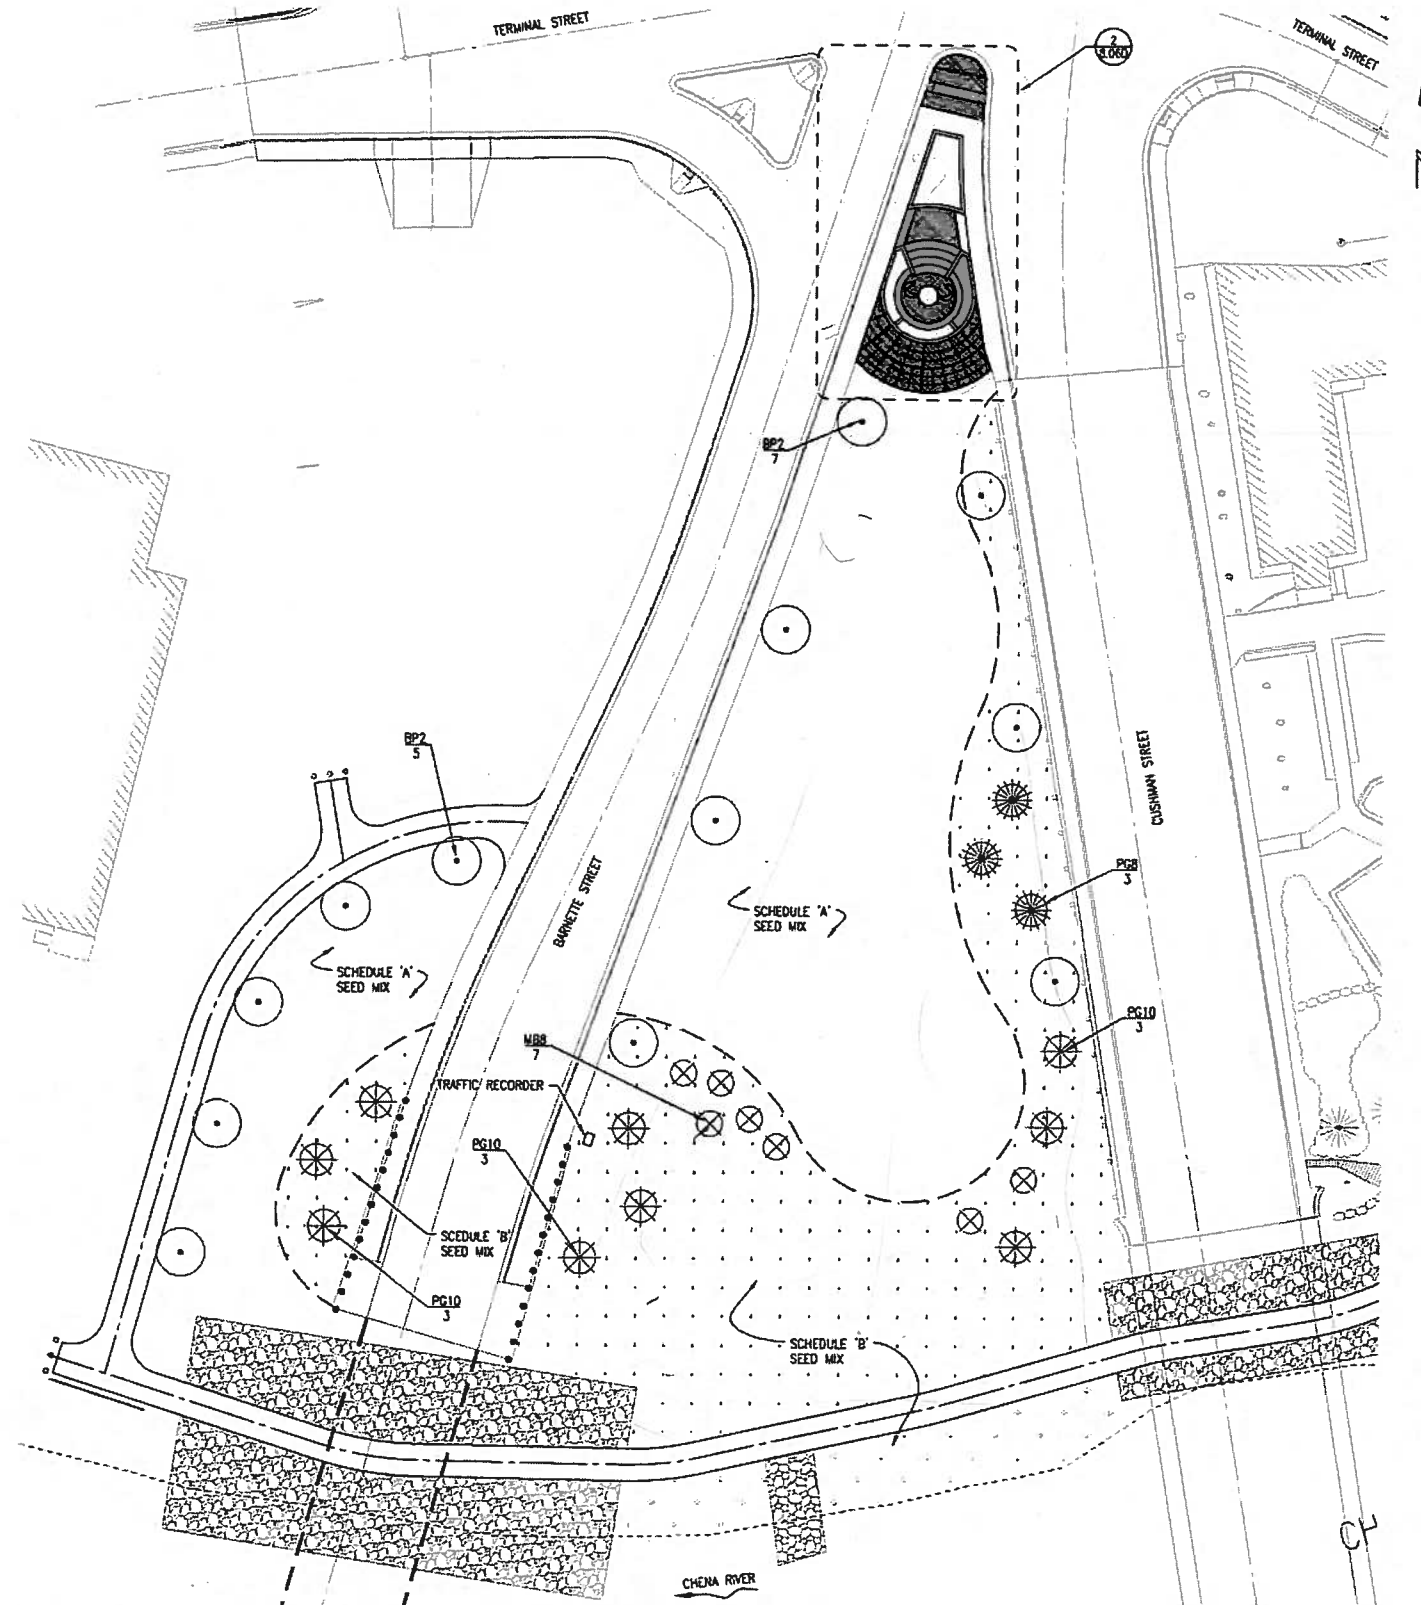 TERMINAL STREET
TERMINAL STREET
2
BP2
7
BP2
5
CUSHMAN STREET
PG8
3
BARNETTE STREET
SCHEDULE 'A'
SEED MIX
SCHEDULE 'A'
SEED MIX
PG10
3
MB8
7
TRAFFIC RECORDER
PG10
3
SCEDULE 'B'
SEED MIX
PG10
3
SCHEDULE 'B'
SEED MIX
CHENA RIVER